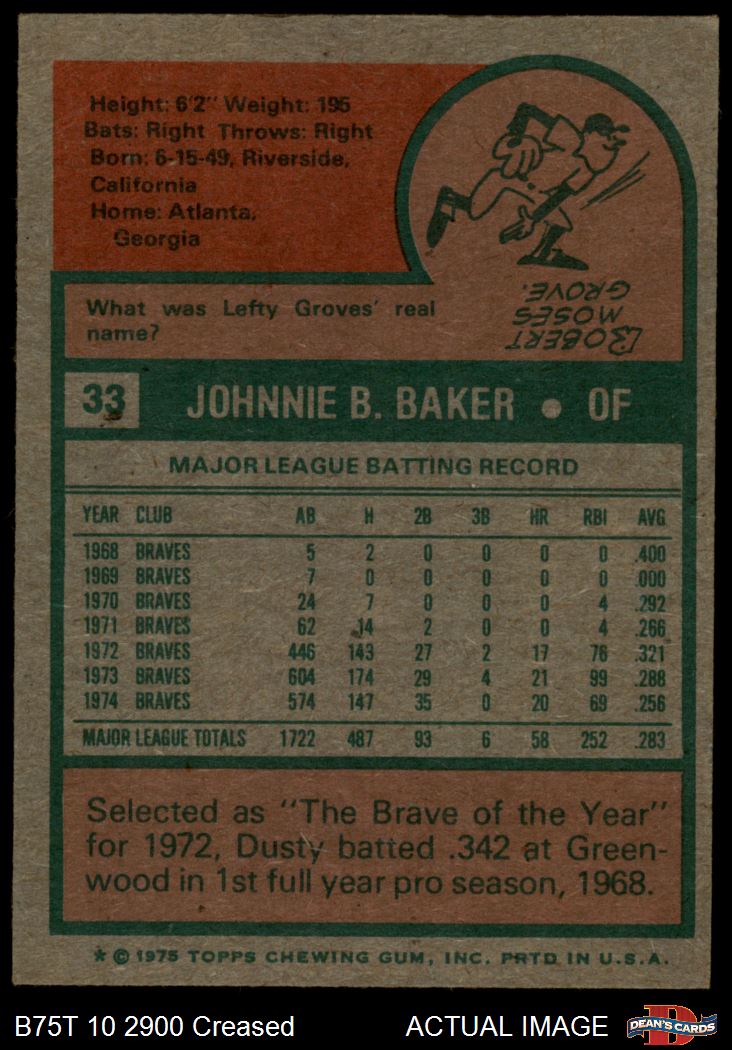 Height: 6'2" Weight: 195
Bats: Right Throws: Right
Born: 6-15-49, Riverside,
California
Home: Atlanta,
Georgia
What was Lefty Groves' real
name?
ROBERT
MOSES
GROVE.
33 JOHNNIE B. BAKER • OF
MAJOR LEAGUE BATTING RECORD
YEAR CLUB AB H 2B 3B HR RBI AVG
1968 BRAVES 5 2 0 0 0 0 .400
1969 BRAVES 7 0 0 0 0 0 .000
1970 BRAVES 24 7 0 0 0 4 .292
1971 BRAVES 62 14 2 0 0 4 .266
1972 BRAVES 446 143 27 2 17 76 .321
1973 BRAVES 604 174 29 4 21 99 .288
1974 BRAVES 574 147 35 0 20 69 .256
MAJOR LEAGUE TOTALS 1722 487 93 6 58 252 .283
Selected as "The Brave of the Year"
for 1972, Dusty batted .342 at Green-
wood in 1st full year pro season, 1968.
* © 1975 TOPPS CHEWING GUM, INC. PRTD IN U.S.A.
B75T 10 2900 Creased ACTUAL IMAGE
D
DEAN'S CARDS